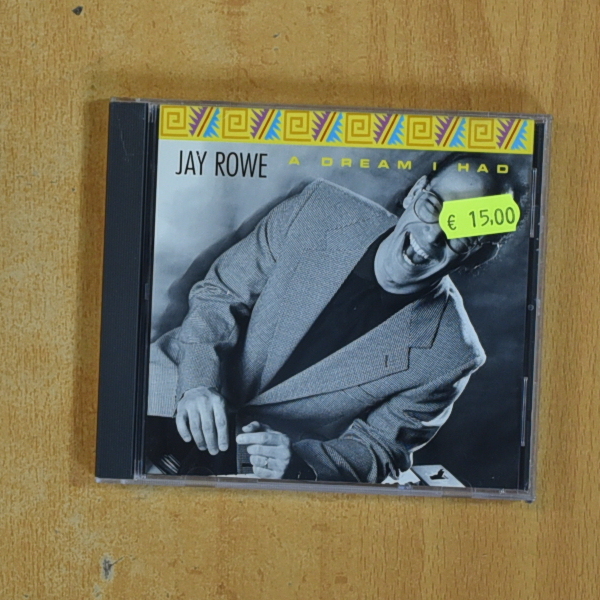 JAY ROWE A DREAM I HAD
€ 15,00